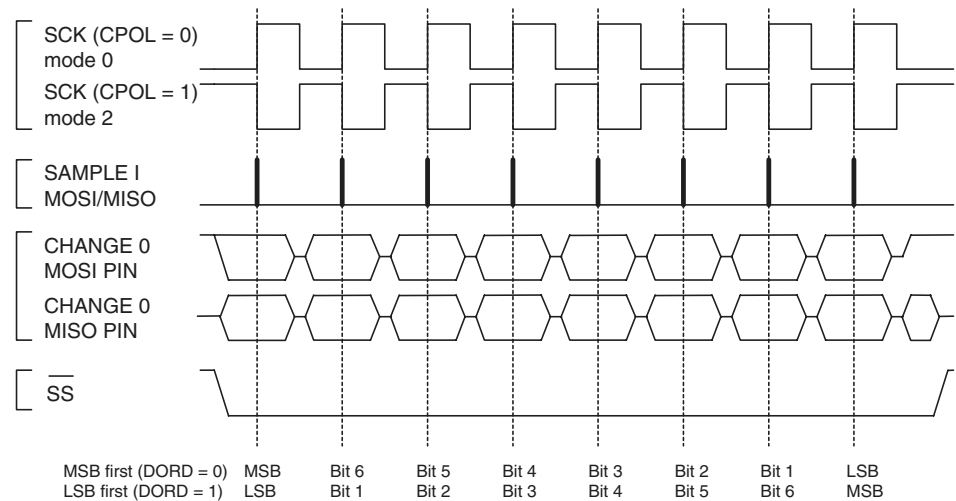 SCK (CPOL = 0)
mode 0
SCK (CPOL = 1)
mode 2
SAMPLE I
MOSI/MISO
CHANGE 0
MOSI PIN
CHANGE 0
MISO PIN
SS
MSB first (DORD = 0) MSB Bit 6 Bit 5 Bit 4 Bit 3 Bit 2 Bit 1 LSB
LSB first (DORD = 1) LSB Bit 1 Bit 2 Bit 3 Bit 4 Bit 5 Bit 6 MSB